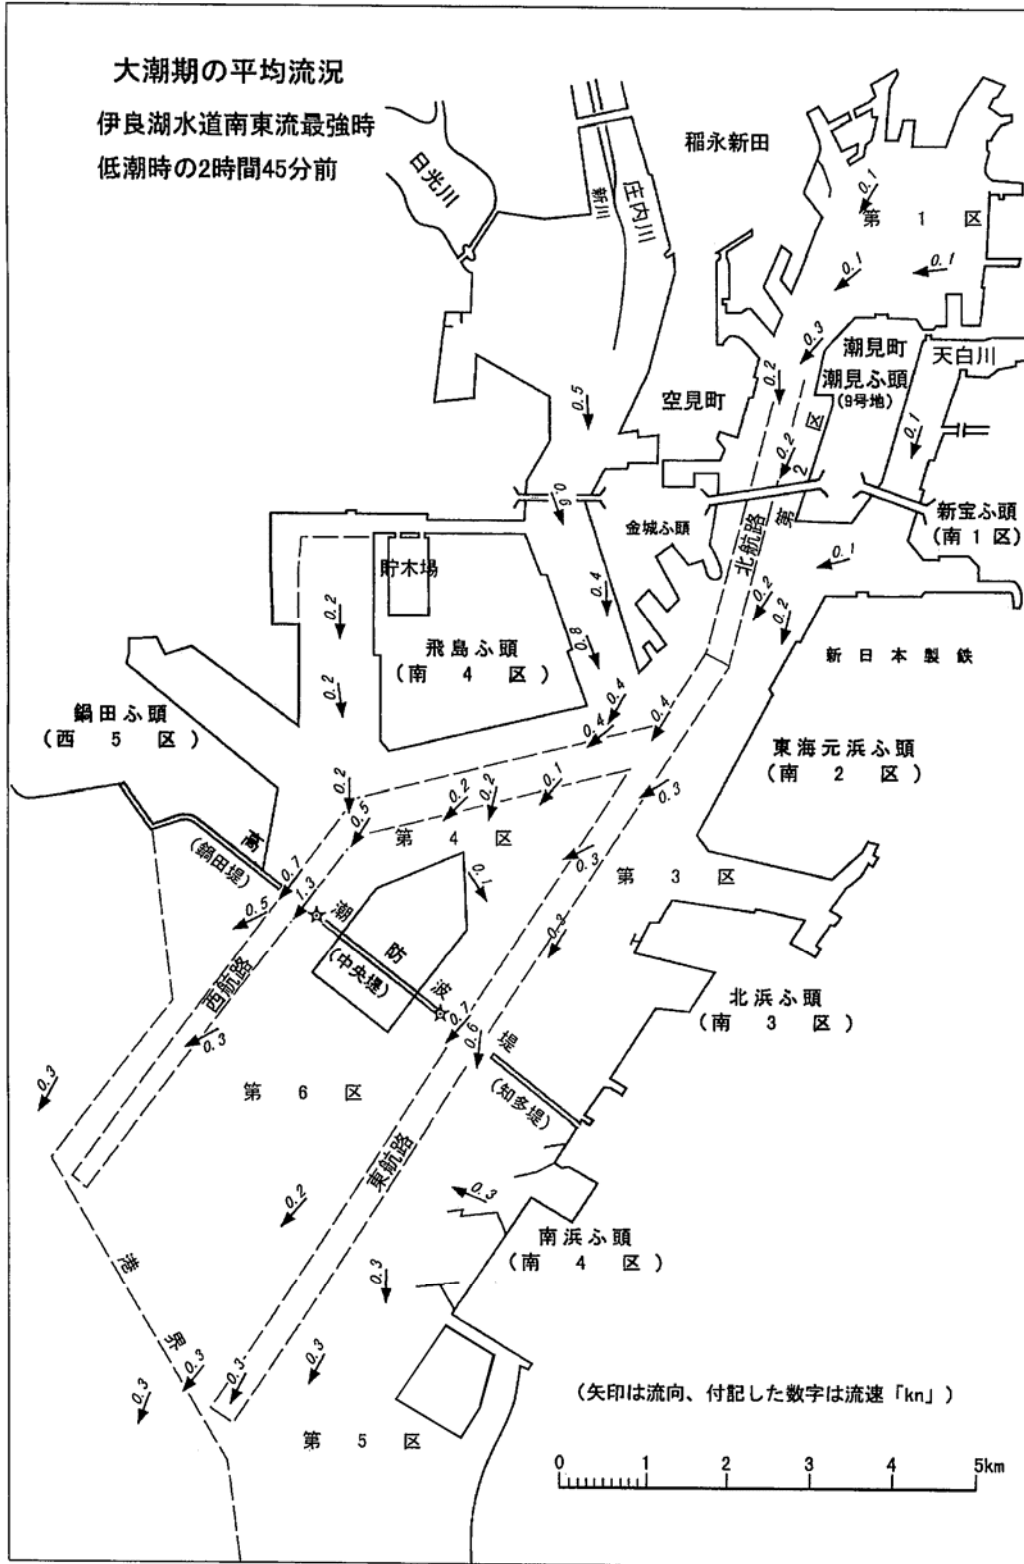 大潮期の平均流況
伊良湖水道南東流最強時
低潮時の2時間45分前
日光川
新川
庄内川
稲永新田
0.1
第 1 区
0.1
0.1
0.3
潮見町
潮見ふ頭
(9号地)
天白川
0.2
0.5
空見町
0.2
0.1
第 2 区
0.6
金城ふ頭
北航路
新宝ふ頭
(南 1 区)
0.1
貯木場
0.2
0.4
0.2
0.2
飛島ふ頭
(南 4 区)
0.8
新日本製鉄
0.2
鍋田ふ頭
(西 5 区)
0.4
0.4
0.4
東海元浜ふ頭
(南 2 区)
0.2
0.5
0.2
0.2
0.1
0.3
第 4 区
高潮防波堤
(鍋田堤)
0.7
1.3
0.1
0.3
第 3 区
0.5
(中央堤)
0.3
西航路
0.7
0.6
北浜ふ頭
(南 3 区)
0.3
0.3
第 6 区
(知多堤)
東航路
0.2
0.3
南浜ふ頭
(南 4 区)
港界
0.3
0.3
0.3
0.3
0.3
第 5 区
(矢印は流向、付記した数字は流速「kn」)
0 1 2 3 4 5km